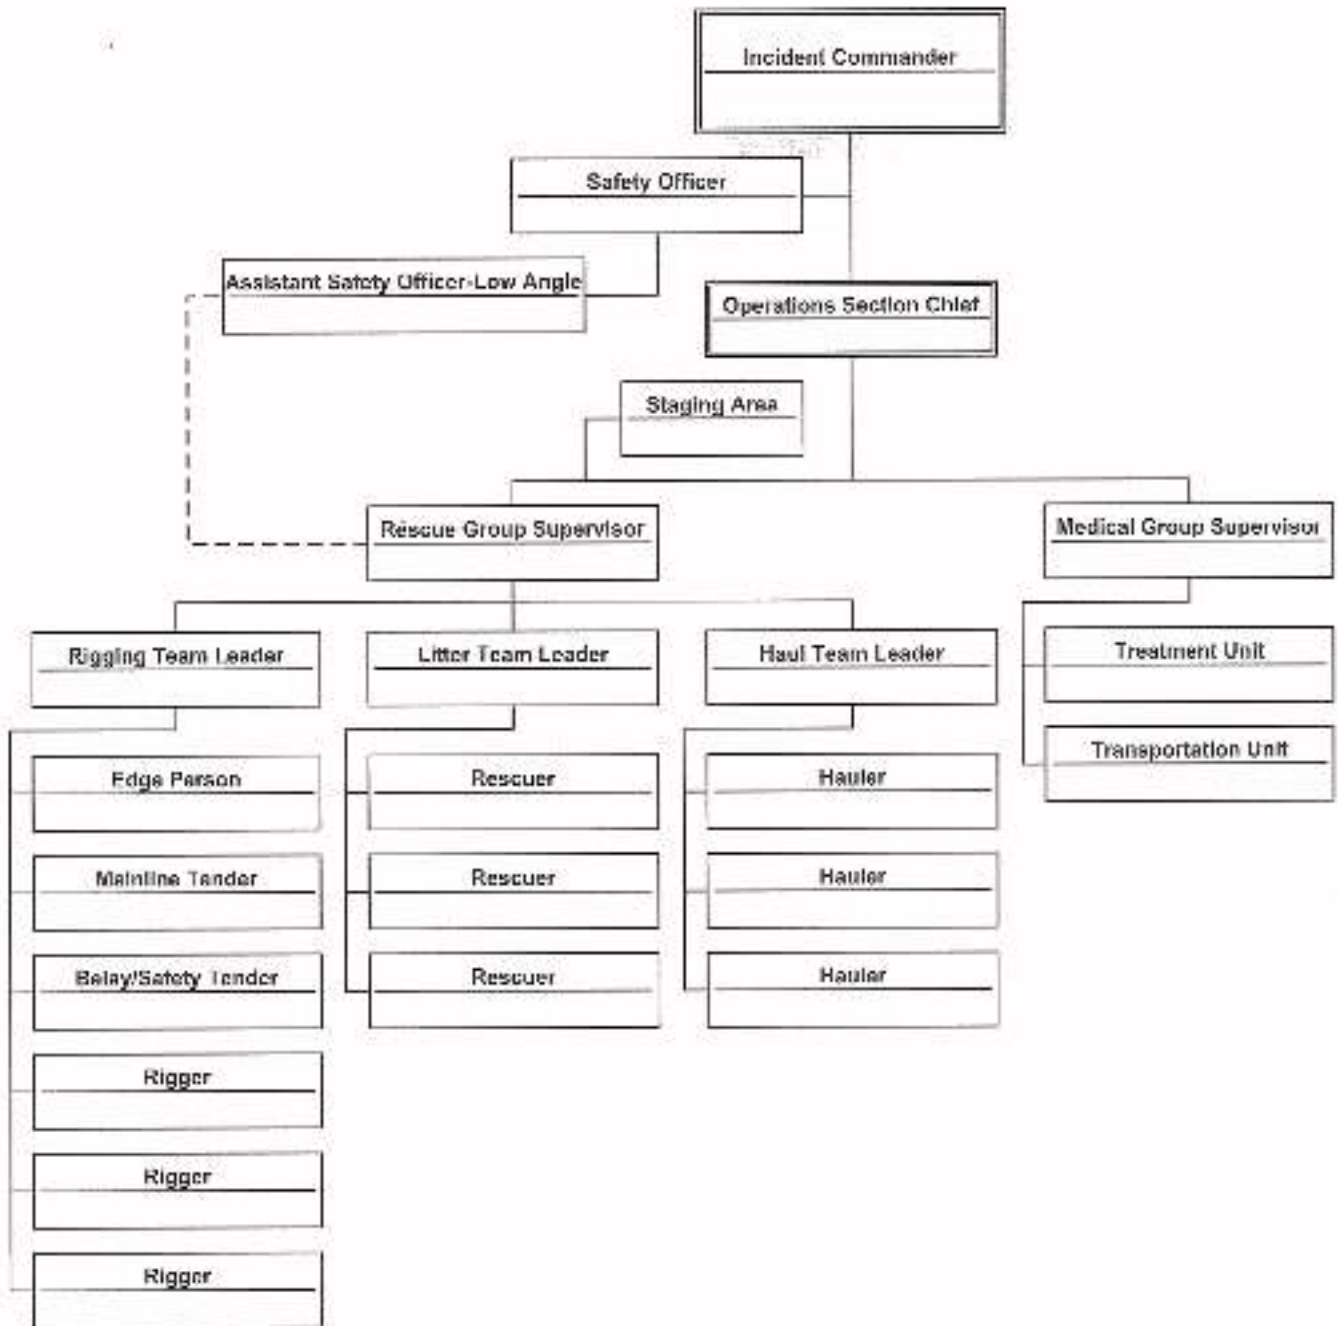 Incident Commander
Safety Officer
Assistant Safety Officer-Low Angle
Operations Section Chief
Staging Area
Rescue Group Supervisor
Medical Group Supervisor
Rigging Team Leader
Litter Team Leader
Haul Team Leader
Treatment Unit
Transportation Unit
Edge Person
Rescuer
Hauler
Mainline Tender
Rescuer
Hauler
Belay/Safety Tender
Rescuer
Hauler
Rigger
Rigger
Rigger